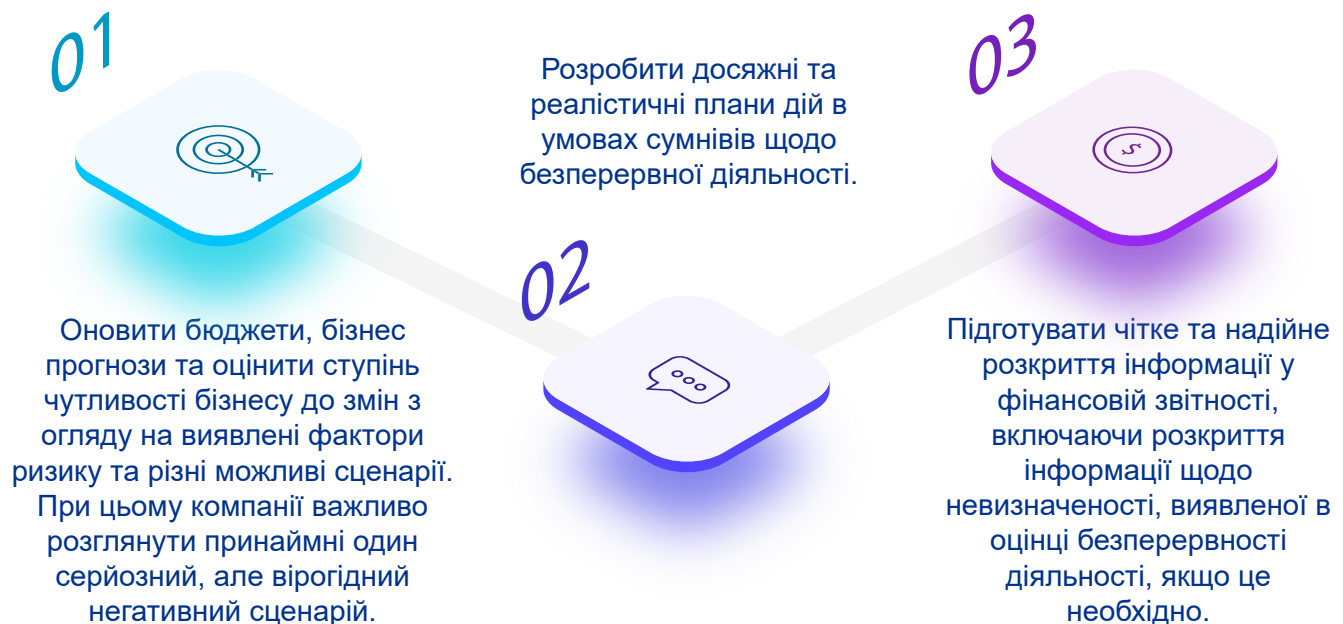 01
Оновити бюджети, бізнес
прогнози та оцінити ступінь
чутливості бізнесу до змін з
огляду на виявлені фактори
ризику та різні можливі сценарії.
При цьому компанії важливо
розглянути принаймні один
серйозний, але вірогідний
негативний сценарій.
02
Розробити досяжні та
реалістичні плани дій в
умовах сумнівів щодо
безперервної діяльності.
03
$
Підготувати чітке та надійне
розкриття інформації у
фінансовій звітності,
включаючи розкриття
інформації щодо
невизначеності, виявленої в
оцінці безперервності
діяльності, якщо це
необхідно.